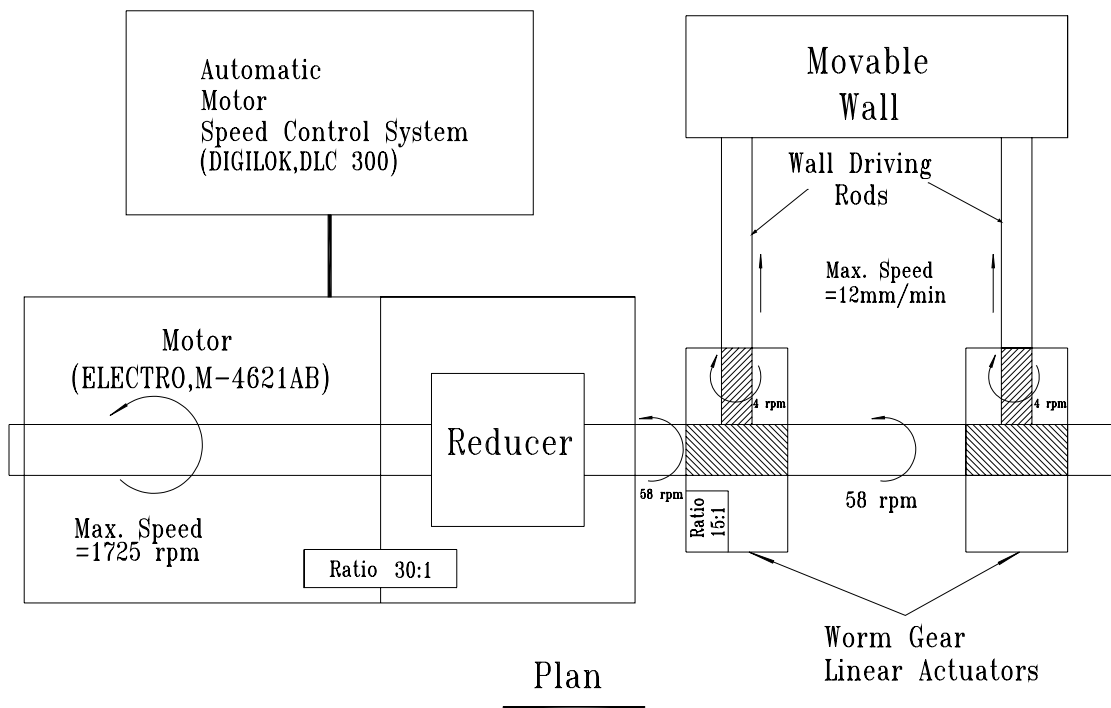 Automatic
Motor
Speed Control System
(DIGILOK,DLC 300)
Movable
Wall
Wall Driving
Rods
Max. Speed
=12mm/min
Motor
(ELECTRO,M-4621AB)
4 rpm
4 rpm
Reducer
58 rpm
58 rpm
Max. Speed
=1725 rpm
Ratio 30:1
Ratio
15:1
Worm Gear
Linear Actuators
Plan